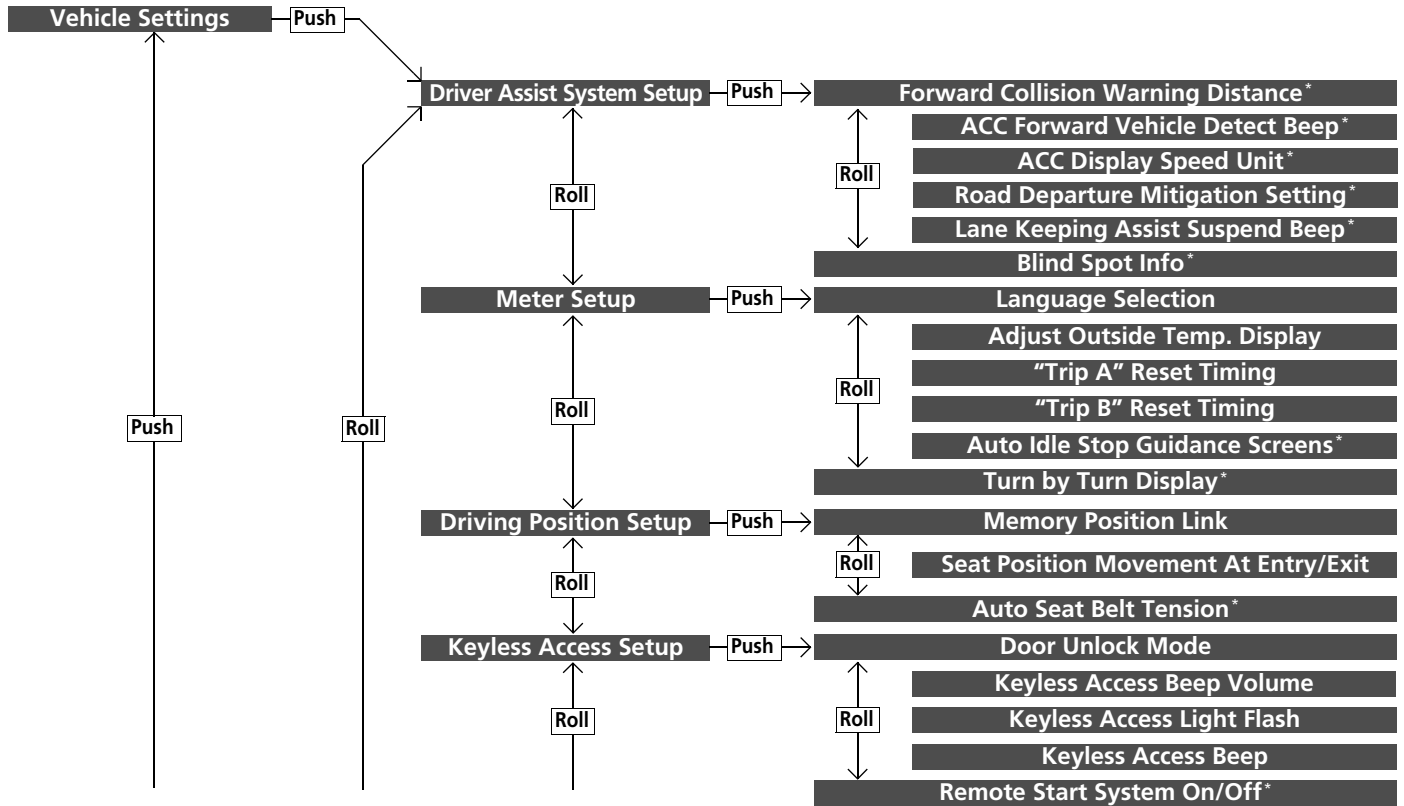 Vehicle Settings Push
Driver Assist System Setup Push Forward Collision Warning Distance*
ACC Forward Vehicle Detect Beep*
ACC Display Speed Unit*
Roll
Roll
Road Departure Mitigation Setting*
Lane Keeping Assist Suspend Beep*
Blind Spot Info*
Meter Setup Push Language Selection
Adjust Outside Temp. Display
“Trip A” Reset Timing
Roll
“Trip B” Reset Timing
Roll
Push Roll
Auto Idle Stop Guidance Screens*
Turn by Turn Display*
Driving Position Setup Push Memory Position Link
Roll Seat Position Movement At Entry/Exit
Roll
Auto Seat Belt Tension*
Keyless Access Setup Push Door Unlock Mode
Keyless Access Beep Volume
Roll Roll Keyless Access Light Flash
Keyless Access Beep
Remote Start System On/Off*